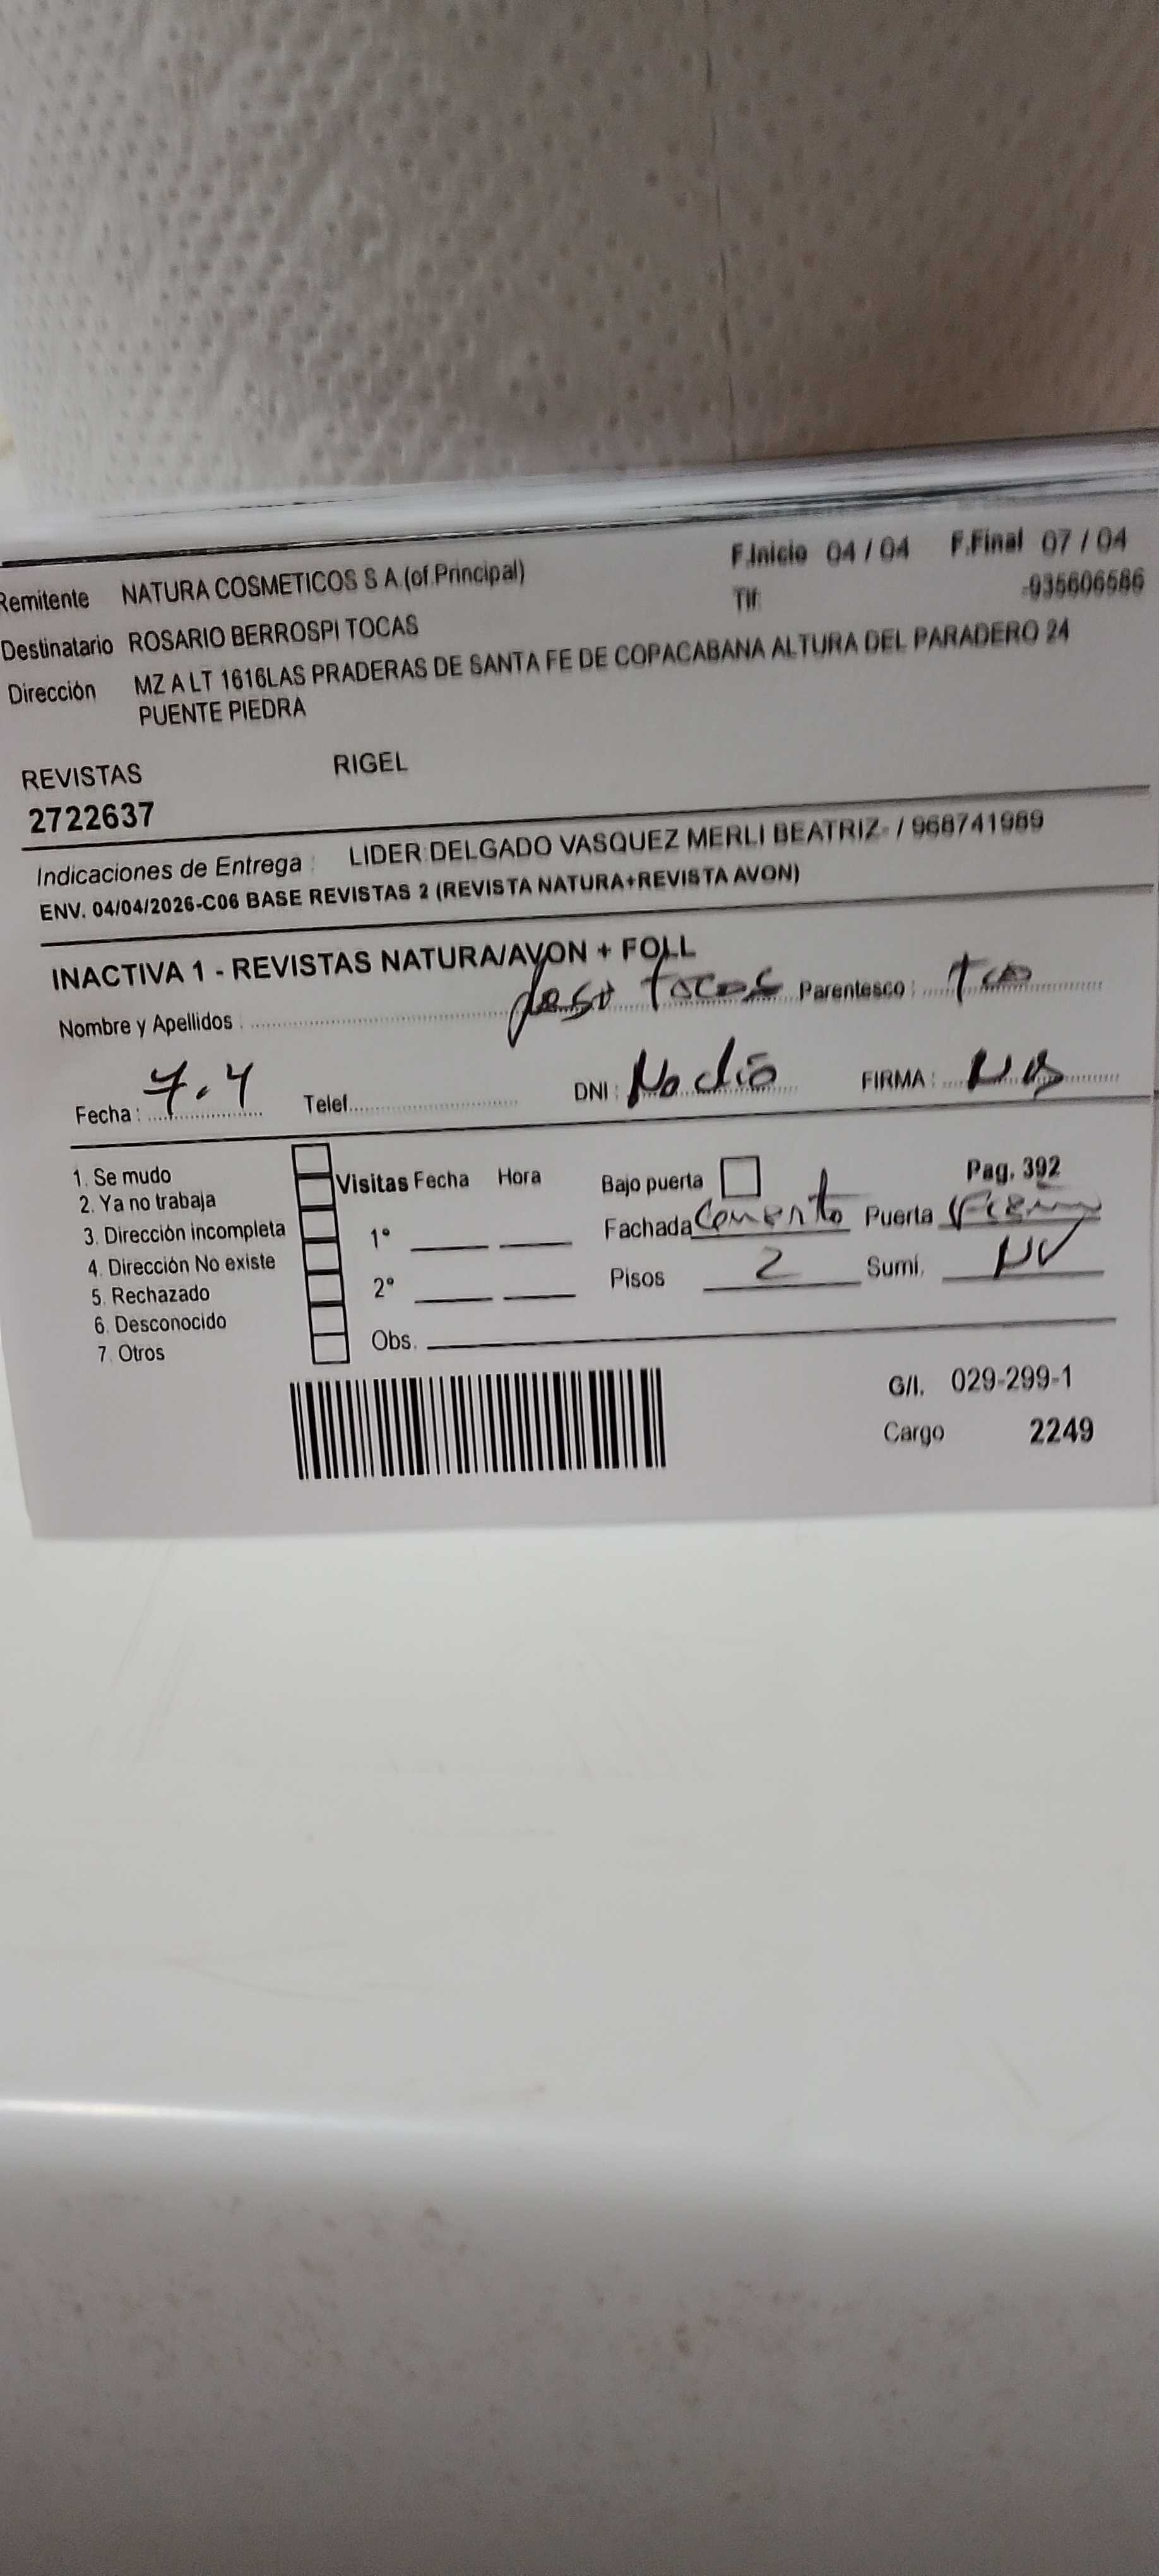 F.Inicio 04 / 04 F.Final 07 / 04
Remitente NATURA COSMETICOS S A.(of.Principal)
Tlf: -935606586
Destinatario ROSARIO BERROSPI TOCAS
Dirección MZ A LT 1616LAS PRADERAS DE SANTA FE DE COPACABANA ALTURA DEL PARADERO 24
PUENTE PIEDRA
REVISTAS RIGEL
2722637
Indicaciones de Entrega : LIDER DELGADO VASQUEZ MERLI BEATRIZ- / 968741989
ENV. 04/04/2026-C06 BASE REVISTAS 2 (REVISTA NATURA+REVISTA AVON)
INACTIVA 1 - REVISTAS NATURA/AVON + FOLL
Nombre y Apellidos : Tocas Parentesco :
Fecha : 7.4 Telef. DNI : No dio FIRMA :
1. Se mudo
2. Ya no trabaja
3. Dirección incompleta
4. Dirección No existe
5. Rechazado
6. Desconocido
7. Otros
Visitas Fecha Hora
1°
2°
Obs.
Bajo puerta Pag. 392
Fachada Cemento Puerta
Pisos 2 Sumi.
G/I. 029-299-1
Cargo 2249